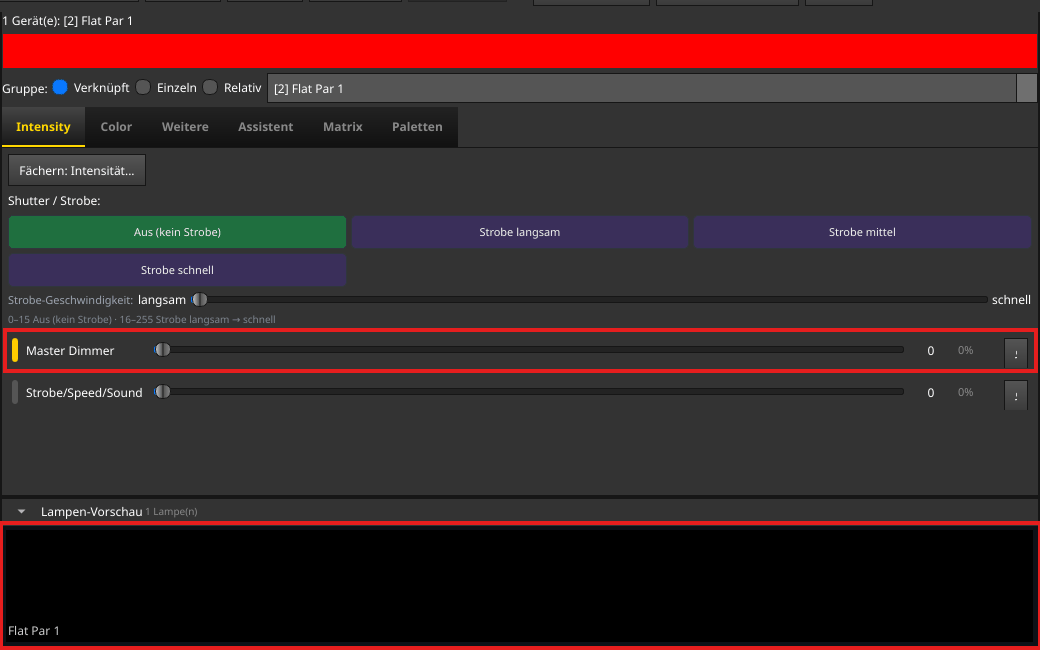 1 Gerät(e): [2] Flat Par 1
Gruppe: Verknüpft Einzeln Relativ [2] Flat Par 1
Intensity Color Weitere Assistent Matrix Paletten
Fächern: Intensität...
Shutter / Strobe:
Aus (kein Strobe) Strobe langsam Strobe mittel
Strobe schnell
Strobe-Geschwindigkeit: langsam schnell
0–15 Aus (kein Strobe) · 16–255 Strobe langsam → schnell
Master Dimmer 0 0% !
Strobe/Speed/Sound 0 0% !
Lampen-Vorschau 1 Lampe(n)
Flat Par 1